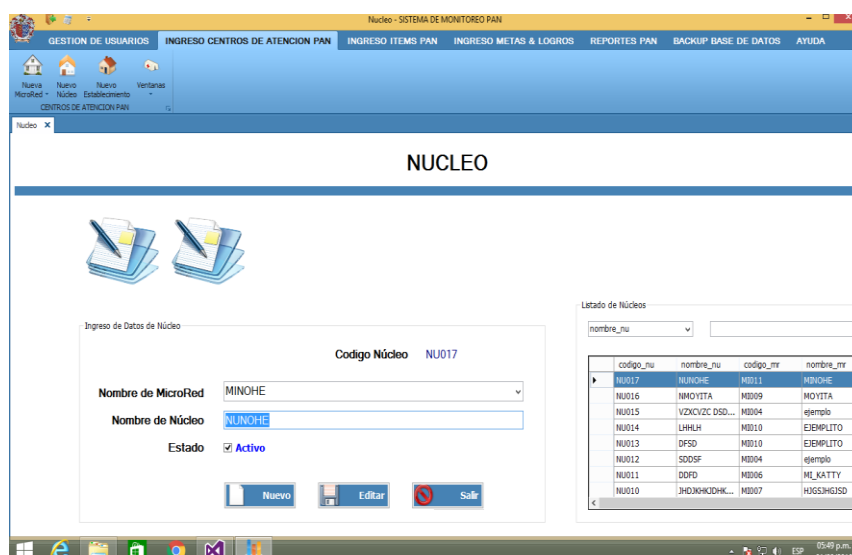 Nucleo - SISTEMA DE MONITOREO PAN
GESTION DE USUARIOS INGRESO CENTROS DE ATENCION PAN INGRESO ITEMS PAN INGRESO METAS & LOGROS REPORTES PAN BACKUP BASE DE DATOS AYUDA
Nueva MicroRed
Nuevo Núcleo
Nuevo Establecimiento
Ventanas
CENTROS DE ATENCION PAN
Nucleo X
NUCLEO
Ingreso de Datos de Núcleo
Codigo Núcleo NU017
Nombre de MicroRed MINOHE
Nombre de Núcleo NUNOHE
Estado Activo
Nuevo Editar Salir
Listado de Núcleos
nombre_nu
codigo_nu nombre_nu codigo_mr nombre_mr
NU017 NUNOHE MI011 MINOHE
NU016 NMOYITA MI009 MOYITA
NU015 VZXCVZC DSD... MI004 ejemplo
NU014 LHHLH MI010 EJEMPLITO
NU013 DFSD MI010 EJEMPLITO
NU012 SDDSF MI004 ejemplo
NU011 DDFD MI006 MI_KATTY
NU010 MI007 HJGSJHGJSD
ESP 05:49 p.m.